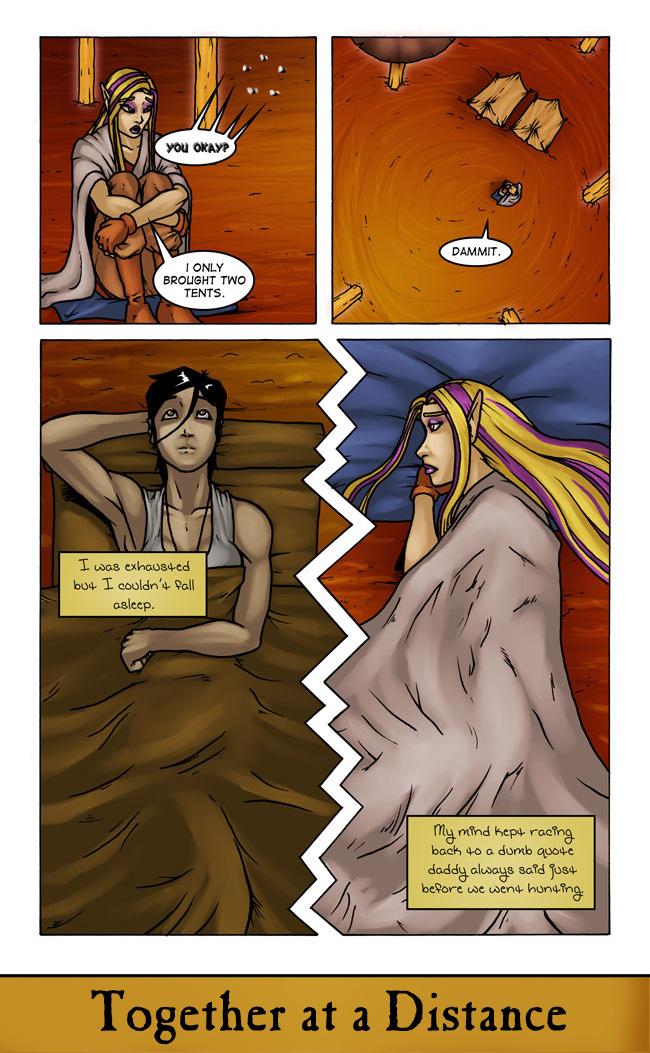 YOU OKAY?
I ONLY
BROUGHT TWO
TENTS.
DAMMIT.
I was exhausted
but I couldn't fall
asleep.
My mind kept racing
back to a dumb quote
daddy always said just
before we went hunting.
Together at a Distance